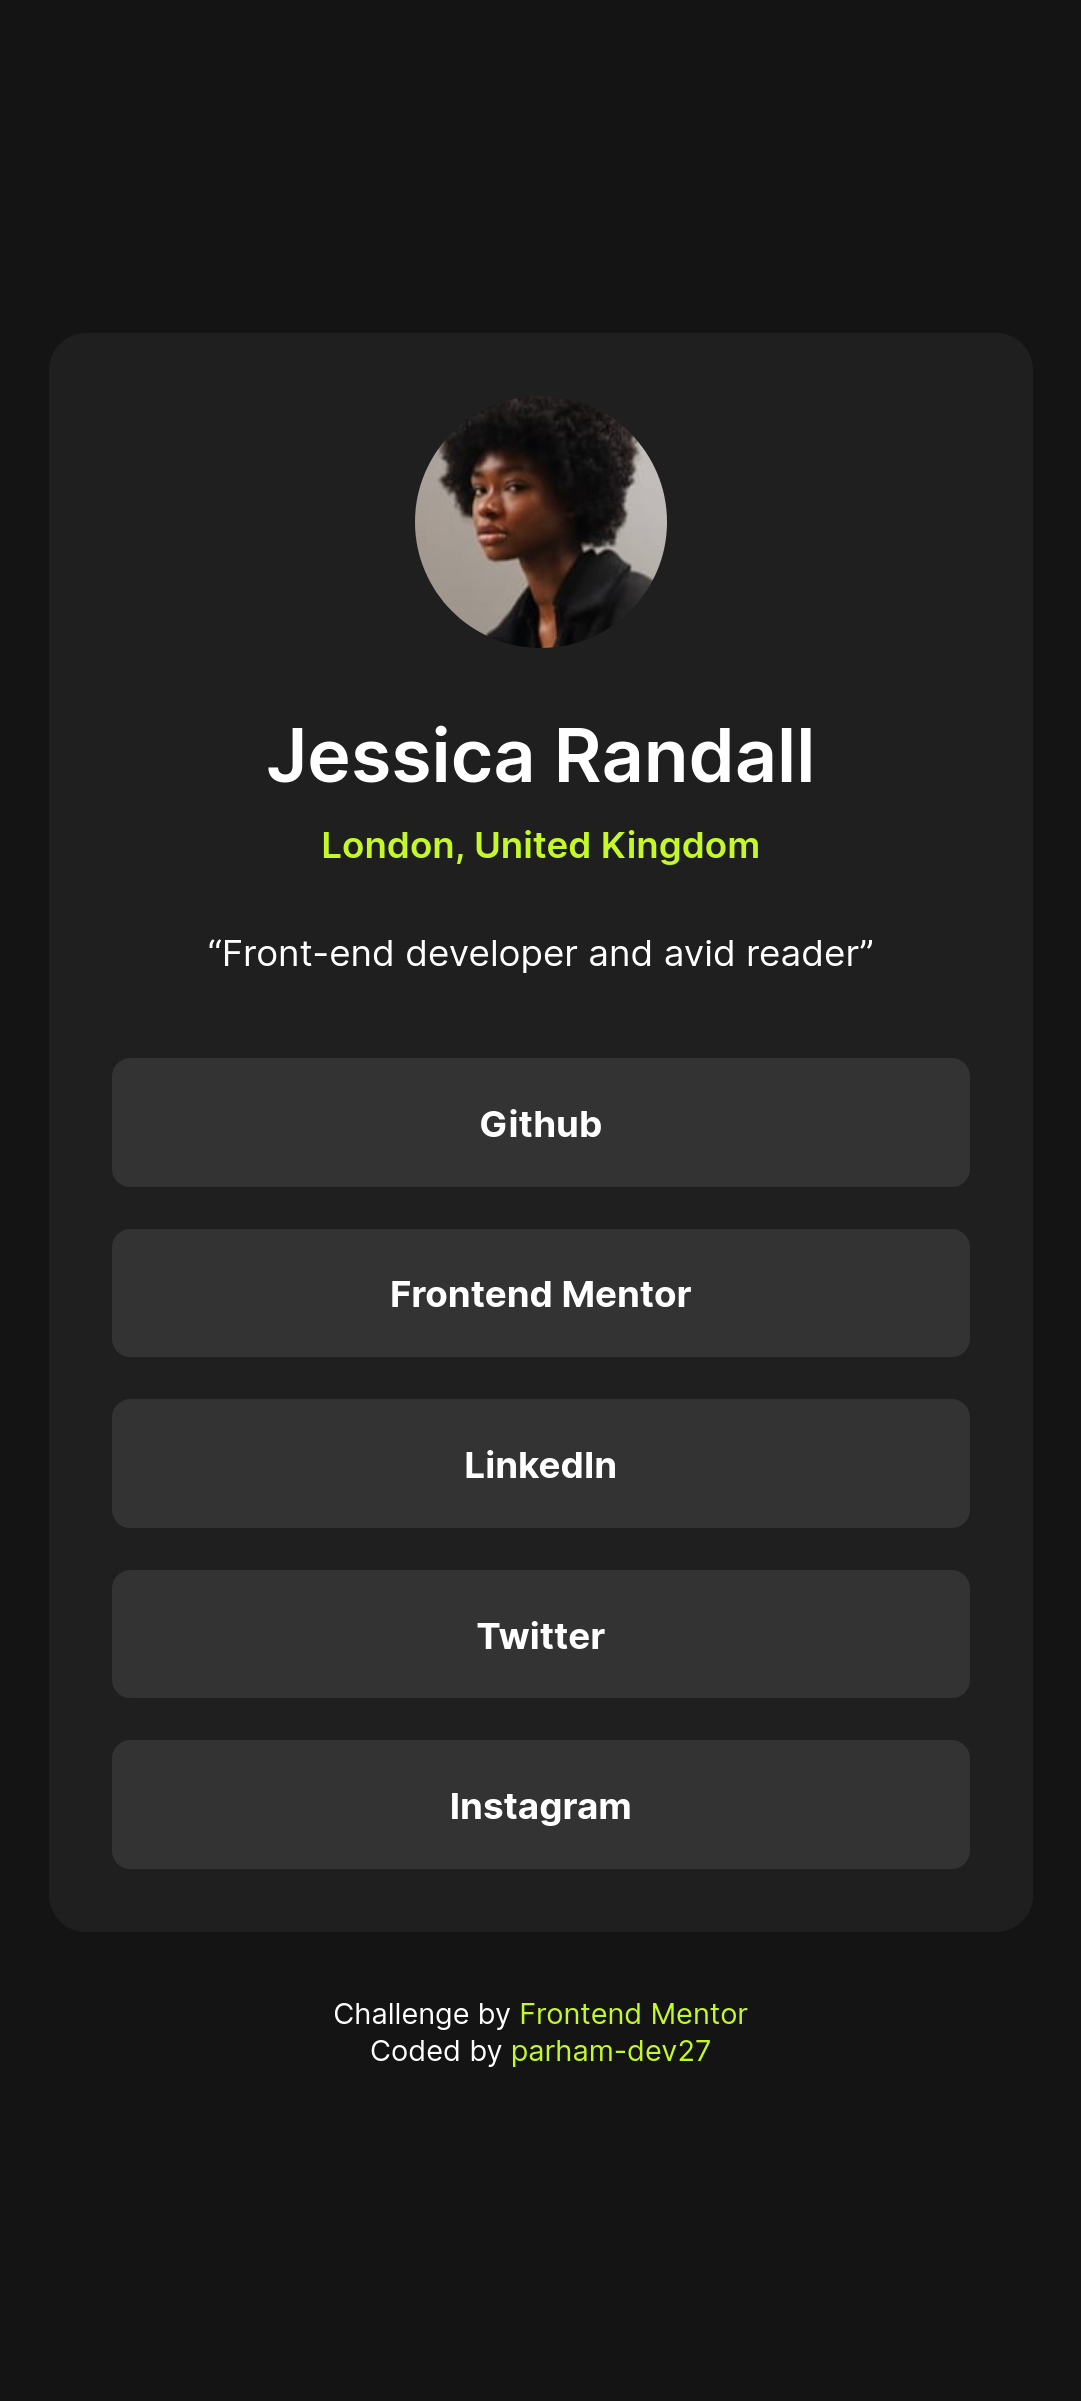 Jessica Randall
London, United Kingdom
“Front-end developer and avid reader”
Github
Frontend Mentor
LinkedIn
Twitter
Instagram
Challenge by Frontend Mentor
Coded by parham-dev27